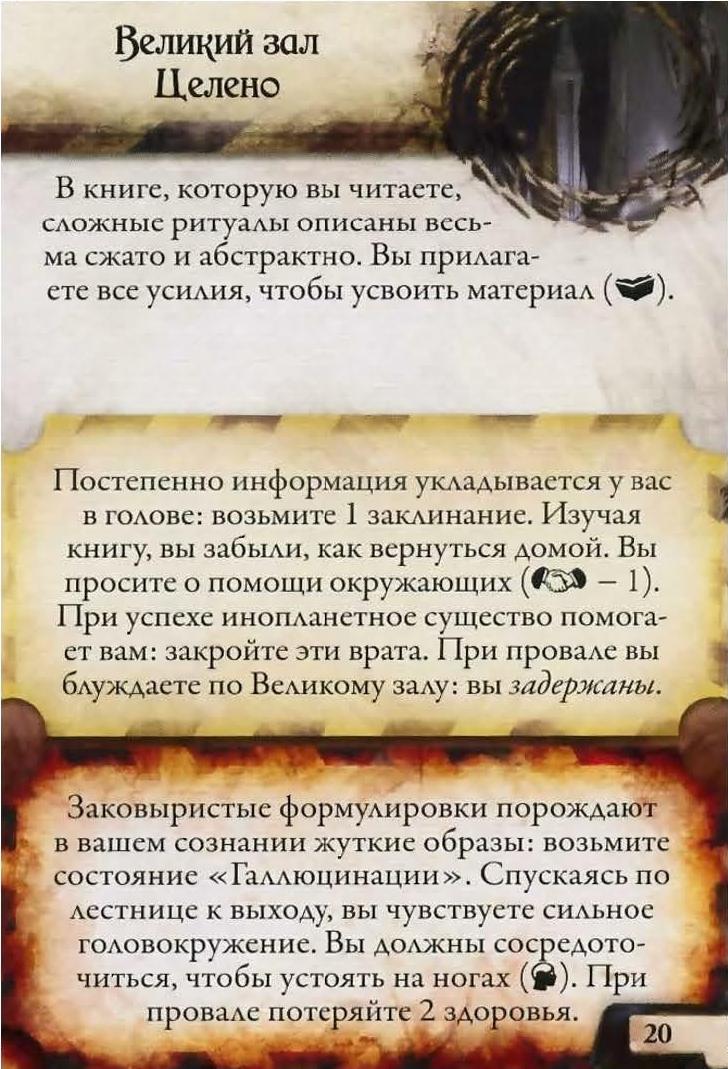 Великий зал
Целено
В книге, которую вы читаете,
сложные ритуалы описаны весь-
ма сжато и абстрактно. Вы прилага-
ете все усилия, чтобы усвоить материал ().
Постепенно информация укладывается у вас
в голове: возьмите 1 заклинание. Изучая
книгу, вы забыли, как вернуться домой. Вы
просите о помощи окружающих ( – 1).
При успехе инопланетное существо помога-
ет вам: закройте эти врата. При провале вы
блуждаете по Великому залу: вы задержаны.
Заковыристые формулировки порождают
в вашем сознании жуткие образы: возьмите
состояние «Галлюцинации». Спускаясь по
лестнице к выходу, вы чувствуете сильное
головокружение. Вы должны сосредото-
читься, чтобы устоять на ногах (). При
провале потеряйте 2 здоровья.
20